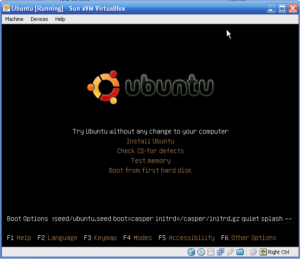 Ubuntu [Running] - Sun xVM VirtualBox
Machine Devices Help
ubuntu
Try Ubuntu without any change to your computer
Install Ubuntu
Check CD for defects
Test memory
Boot from first hard disk
Boot Options :seed/ubuntu.seed boot=casper initrd=/casper/initrd.gz quiet splash --
F1 Help F2 Language F3 Keymap F4 Modes F5 Accessibility F6 Other Options
Right Ctrl